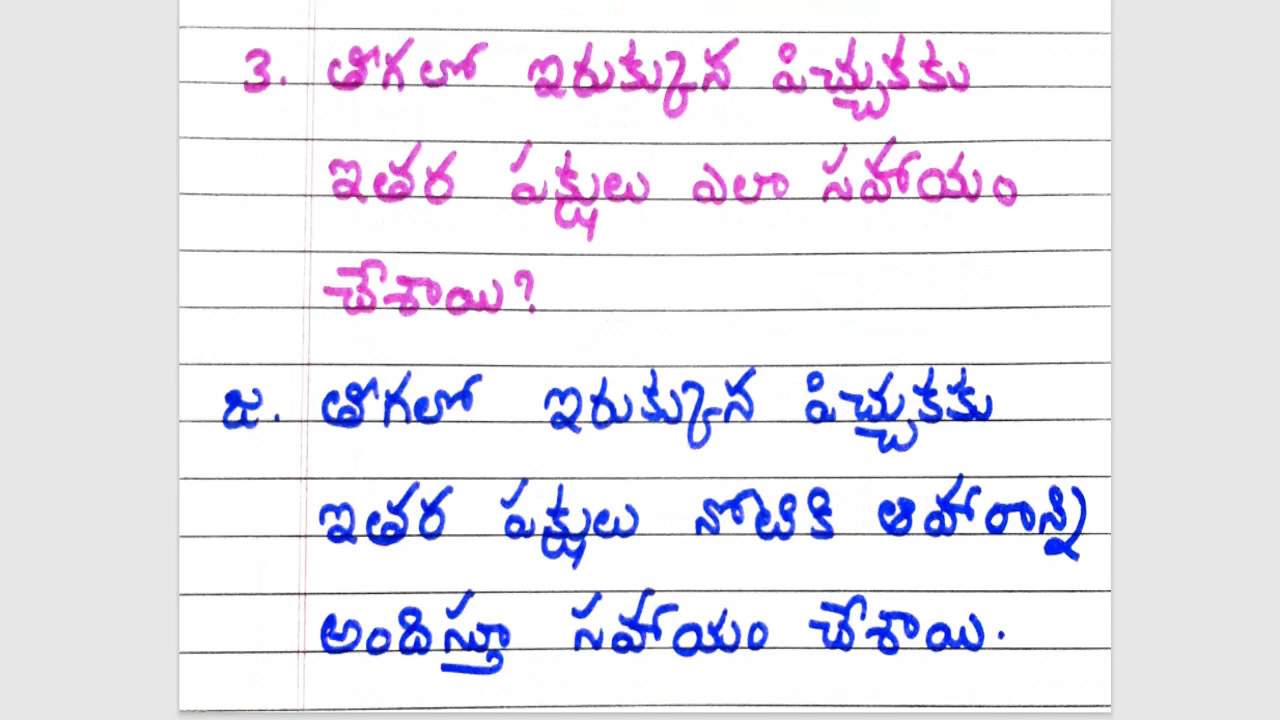 3. తొగలో ఇరుక్కున పిచ్చుకకు
ఇతర పక్షులు ఎలా సహాయం
చేశాయి?
జ. తొగలో ఇరుక్కున పిచ్చుకకు
ఇతర పక్షులు నోటికి ఆహారాన్ని
అందిస్తూ సహాయం చేశాయి.